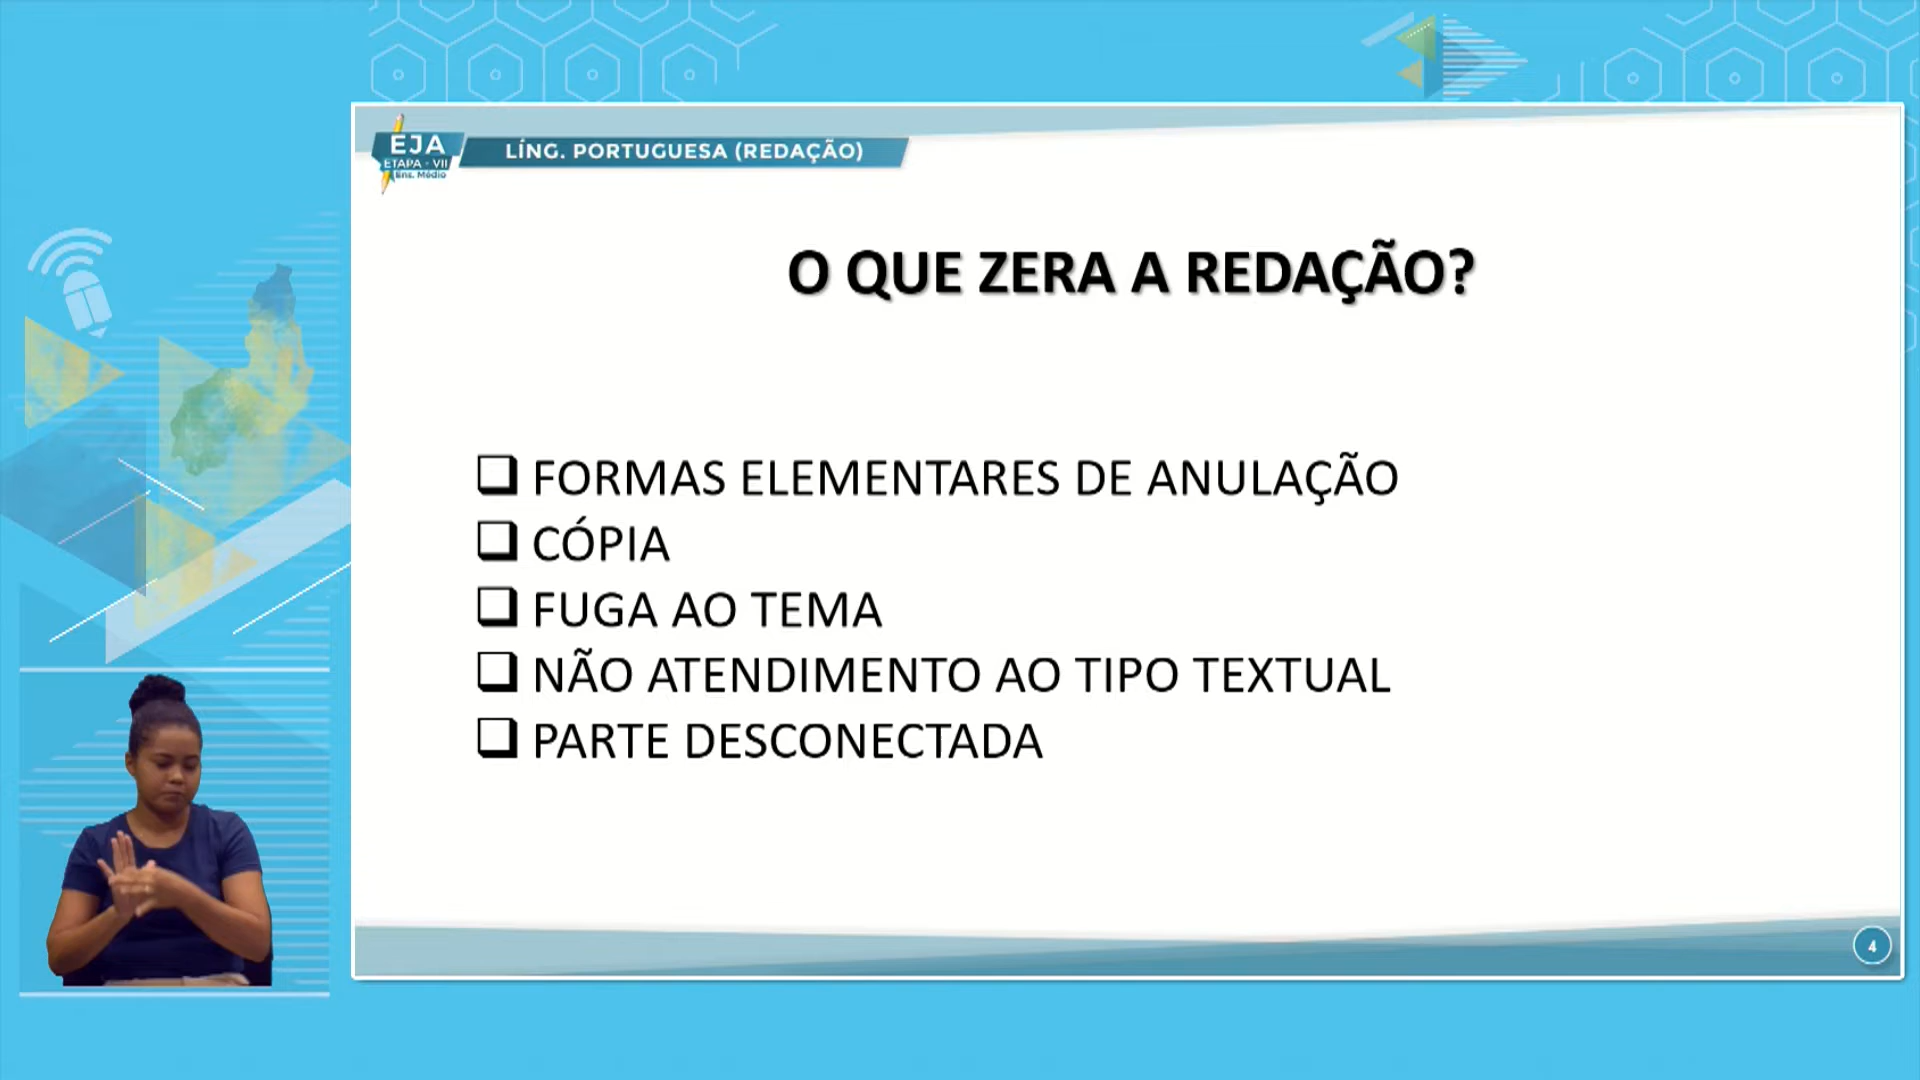 EJA
ETAPA - VII
Ens. Médio
LÍNG. PORTUGUESA (REDAÇÃO)
O QUE ZERA A REDAÇÃO?
FORMAS ELEMENTARES DE ANULAÇÃO
CÓPIA
FUGA AO TEMA
NÃO ATENDIMENTO AO TIPO TEXTUAL
PARTE DESCONECTADA
4